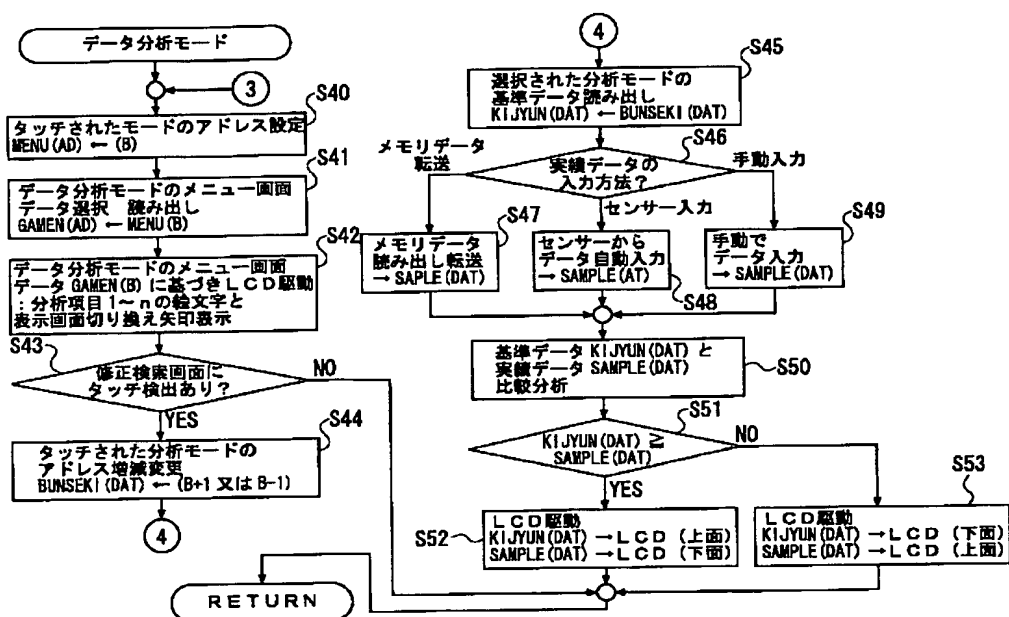 データ分析モード
3
S40
タッチされたモードのアドレス設定
MENU(AD) ← (B)
S41
データ分析モードのメニュー画面
データ選択 読み出し
GAMEN(AD) ← MENU(B)
S42
データ分析モードのメニュー画面
データ GAMEN(B) に基づきLCD駆動
:分析項目1〜nの絵文字と
表示画面切り換え矢印表示
S43
修正検索画面に
タッチ検出あり?
NO
YES
S44
タッチされた分析モードの
アドレス増減変更
BUNSEKI(DAT) ← (B+1 又は B-1)
4
RETURN
4
S45
選択された分析モードの
基準データ読み出し
KIJYUN(DAT) ← BUNSEKI(DAT)
S46
実績データの
入力方法?
メモリデータ
転送
センサー入力
手動入力
S47
メモリデータ
読み出し転送
→ SAPLE(DAT)
センサーから
データ自動入力
→ SAMPLE(AT)
S48
S49
手動で
データ入力
→ SAMPLE(DAT)
基準データ KIJYUN(DAT) と
実績データ SAMPLE(DAT)
比較分析
S50
S51
KIJYUN(DAT) ≧
SAMPLE(DAT)
NO
YES
S52
LCD駆動
KIJYUN(DAT) →LCD (上面)
SAMPLE(DAT) →LCD (下面)
S53
LCD駆動
KIJYUN(DAT) →LCD (下面)
SAMPLE(DAT) →LCD (上面)